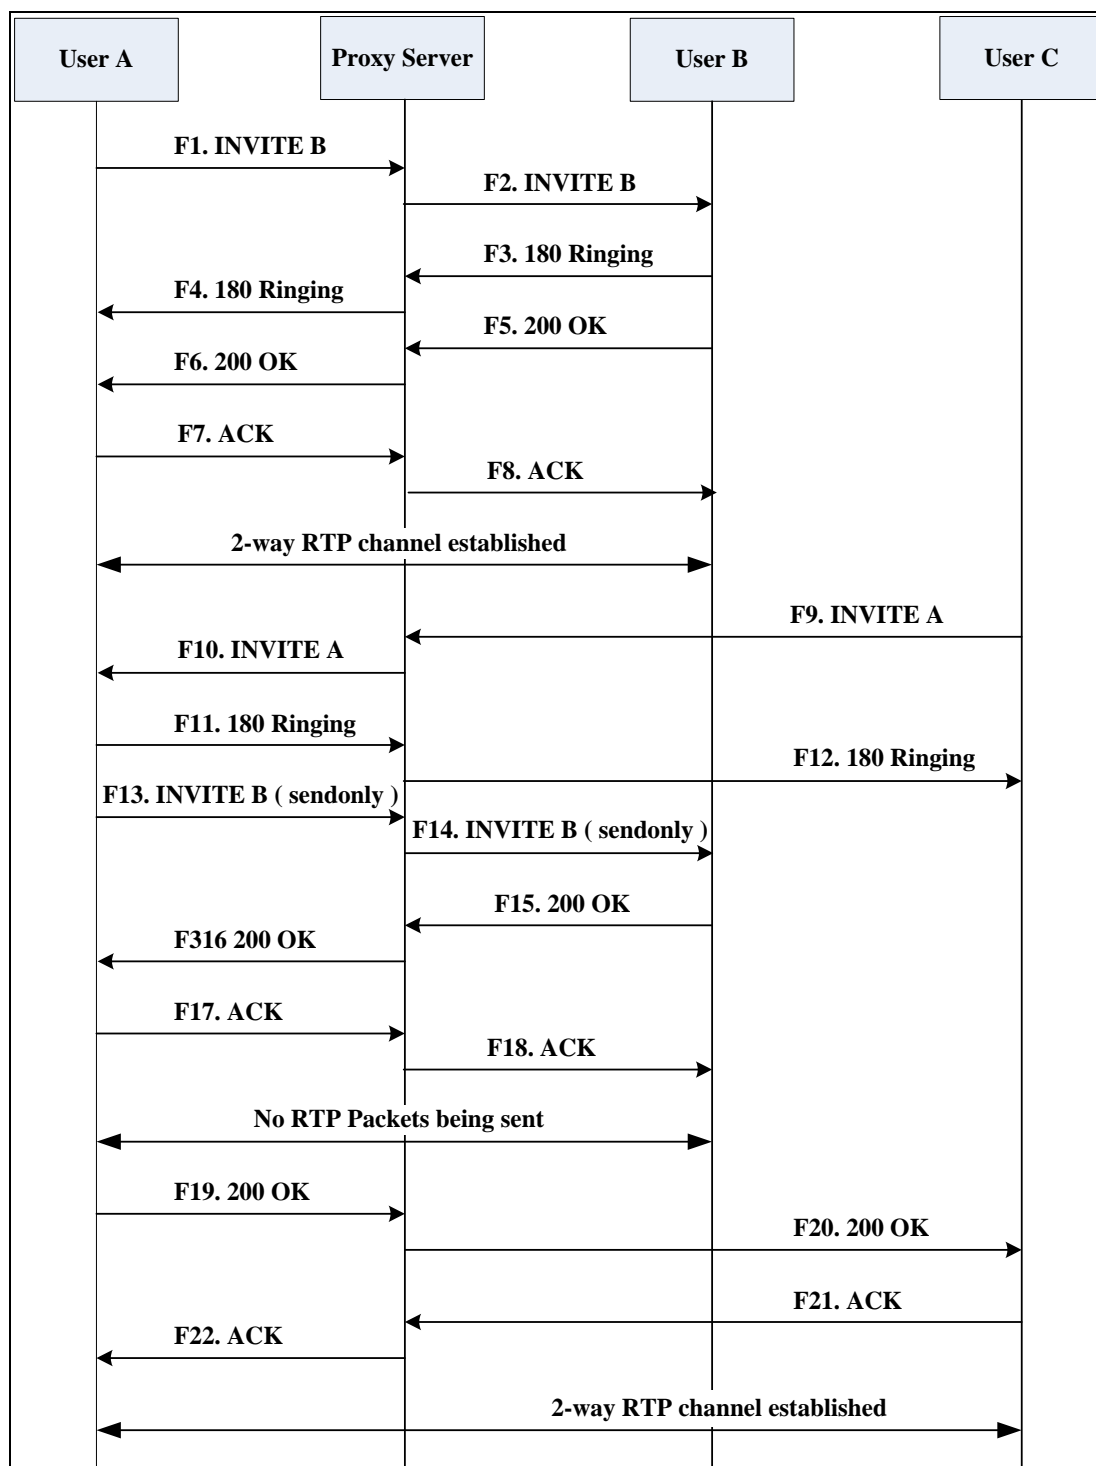 User A
Proxy Server
User B
User C
F1. INVITE B
F2. INVITE B
F3. 180 Ringing
F4. 180 Ringing
F5. 200 OK
F6. 200 OK
F7. ACK
F8. ACK
2-way RTP channel established
F9. INVITE A
F10. INVITE A
F11. 180 Ringing
F12. 180 Ringing
F13. INVITE B ( sendonly )
F14. INVITE B ( sendonly )
F15. 200 OK
F316 200 OK
F17. ACK
F18. ACK
No RTP Packets being sent
F19. 200 OK
F20. 200 OK
F21. ACK
F22. ACK
2-way RTP channel established